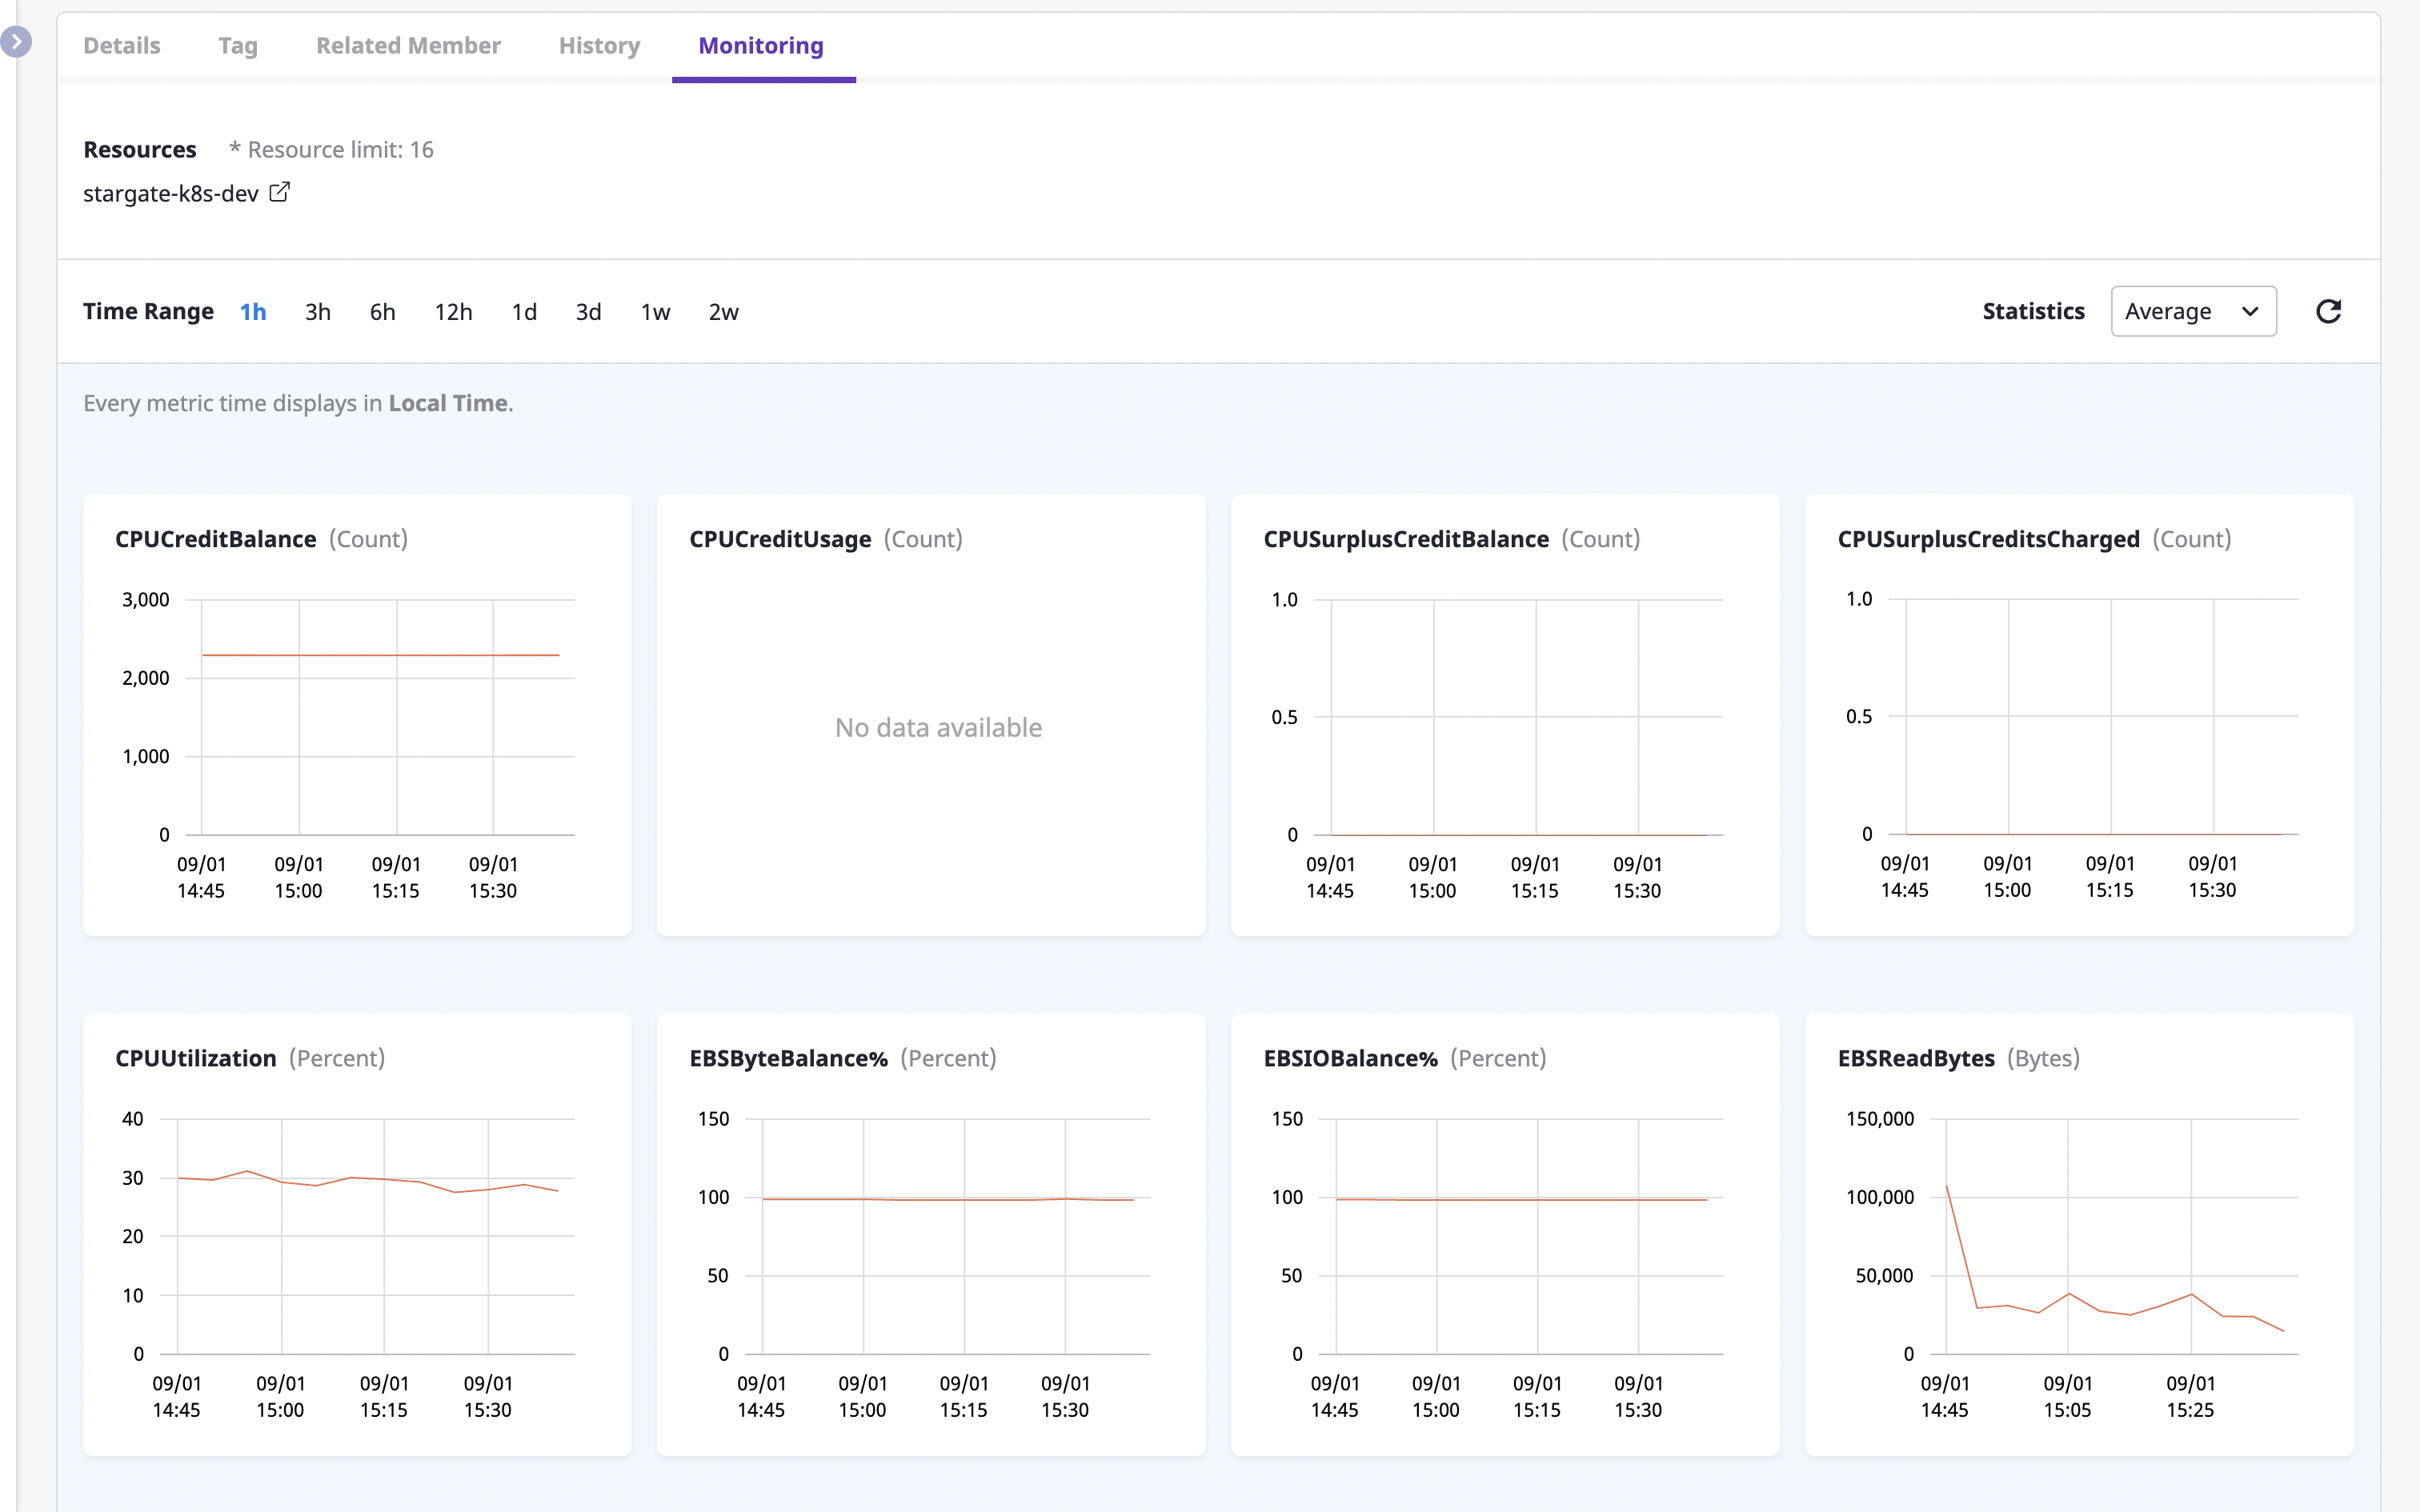 Details Tag Related Member History Monitoring
Resources * Resource limit: 16
stargate-k8s-dev
Time Range 1h 3h 6h 12h 1d 3d 1w 2w Statistics Average
Every metric time displays in Local Time.
CPUCreditBalance (Count)
3,000
2,000
1,000
0
09/01 09/01 09/01 09/01
14:45 15:00 15:15 15:30
CPUCreditUsage (Count)
No data available
CPUSurplusCreditBalance (Count)
1.0
0.5
0
09/01 09/01 09/01 09/01
14:45 15:00 15:15 15:30
CPUSurplusCreditsCharged (Count)
1.0
0.5
0
09/01 09/01 09/01 09/01
14:45 15:00 15:15 15:30
CPUUtilization (Percent)
40
30
20
10
0
09/01 09/01 09/01 09/01
14:45 15:00 15:15 15:30
EBSByteBalance% (Percent)
150
100
50
0
09/01 09/01 09/01 09/01
14:45 15:00 15:15 15:30
EBSIOBalance% (Percent)
150
100
50
0
09/01 09/01 09/01 09/01
14:45 15:00 15:15 15:30
EBSReadBytes (Bytes)
150,000
100,000
50,000
0
09/01 09/01 09/01
14:45 15:05 15:25